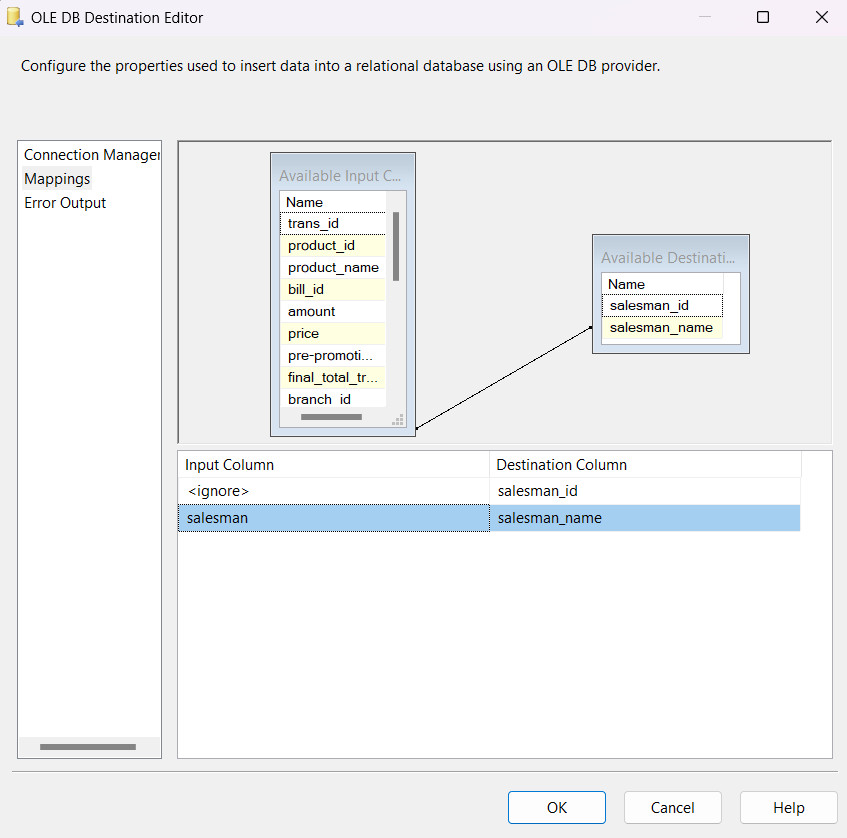 OLE DB Destination Editor
Configure the properties used to insert data into a relational database using an OLE DB provider.
Connection Manager
Mappings
Error Output
Available Input C...
Name
trans_id
product_id
product_name
bill_id
amount
price
pre-promoti...
final_total_tr...
branch_id
Available Destinati...
Name
salesman_id
salesman_name
Input Column Destination Column
<ignore> salesman_id
salesman salesman_name
OK Cancel Help